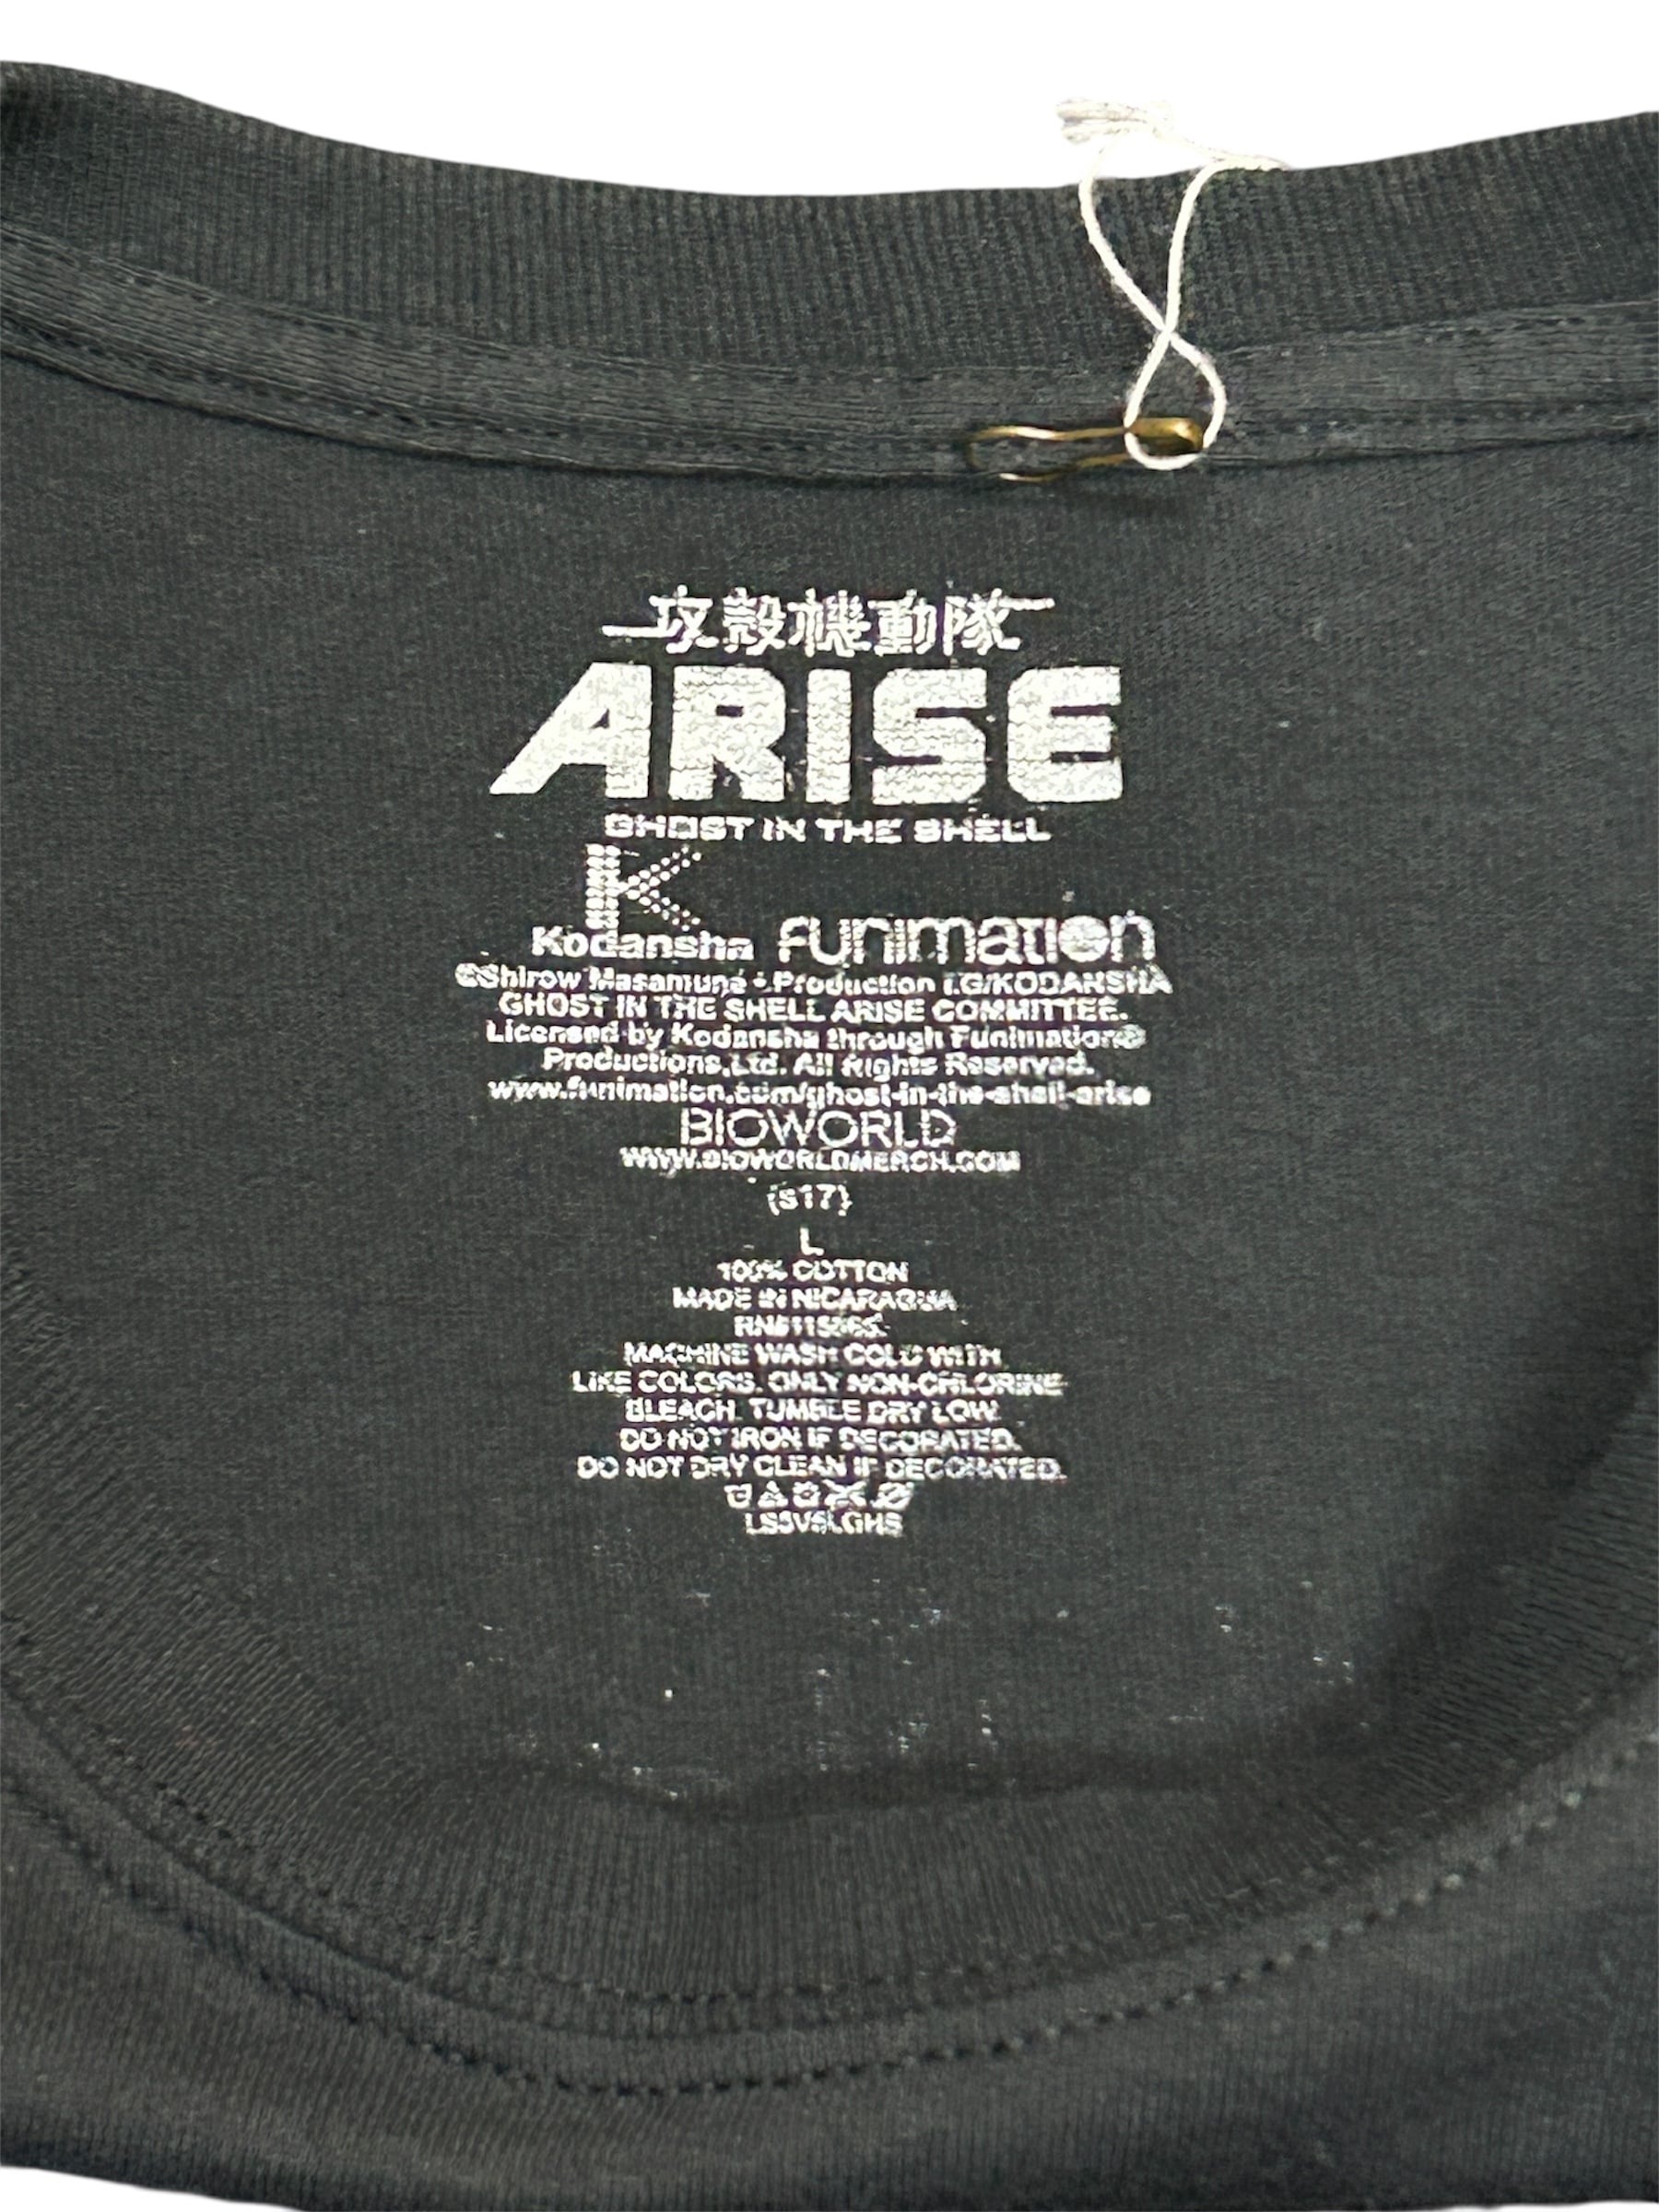 攻殻機動隊
ARISE
GHOST IN THE SHELL
K
Kodansha funimation
©Shirow Masamune • Production I.G/KODANSHA
GHOST IN THE SHELL ARISE COMMITTEE.
Licensed by Kodansha through Funimation®
Productions,Ltd. All Rights Reserved.
www.funimation.com/ghost-in-the-shell-arise
BIOWORLD
WWW.BIOWORLDMERCH.COM
(s17)
L
100% COTTON
MADE IN NICARAGUA
MACHINE WASH COLD WITH
LIKE COLORS. ONLY NON-CHLORINE
BLEACH. TUMBLE DRY LOW.
DO NOT IRON IF DECORATED.
DO NOT DRY CLEAN IF DECORATED.